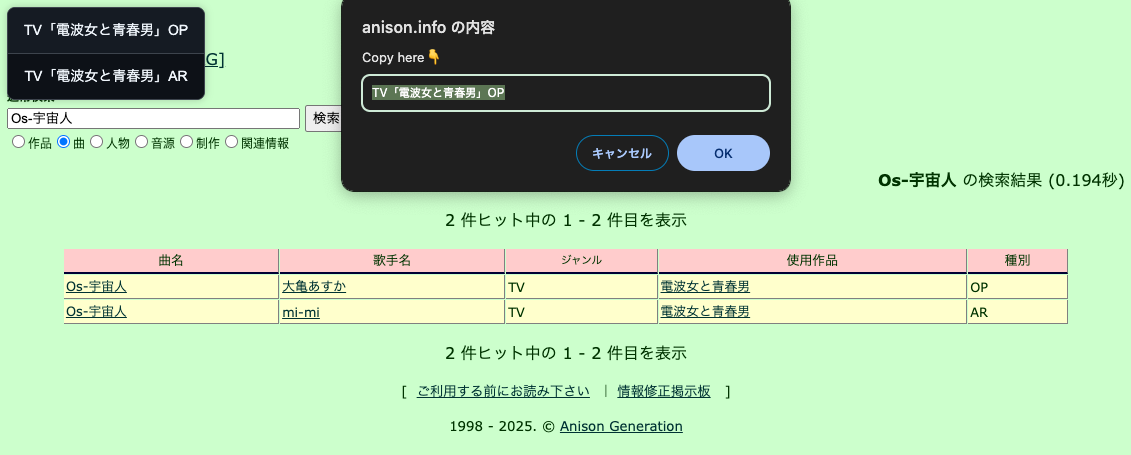 TV「電波女と青春男」OP
TV「電波女と青春男」AR
G]
anison.info の内容
Copy here👇
TV「電波女と青春男」OP
キャンセル OK
Os-宇宙人 検索
作品 曲 人物 音源 制作 関連情報
Os-宇宙人 の検索結果 (0.194秒)
2 件ヒット中の 1 - 2 件目を表示
曲名 歌手名 ジャンル 使用作品 種別
Os-宇宙人 大亀あすか TV 電波女と青春男 OP
Os-宇宙人 mi-mi TV 電波女と青春男 AR
2 件ヒット中の 1 - 2 件目を表示
[ ご利用する前にお読み下さい | 情報修正掲示板 ]
1998 - 2025. © Anison Generation